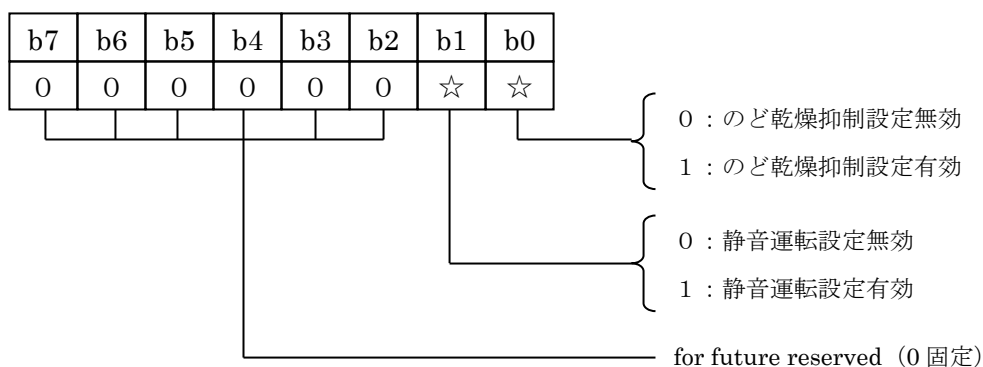 b7 b6 b5 b4 b3 b2 b1 b0
０ ０ ０ ０ ０ ０ ☆ ☆
０：のど乾燥抑制設定無効
１：のど乾燥抑制設定有効
０：静音運転設定無効
１：静音運転設定有効
for future reserved（0 固定）